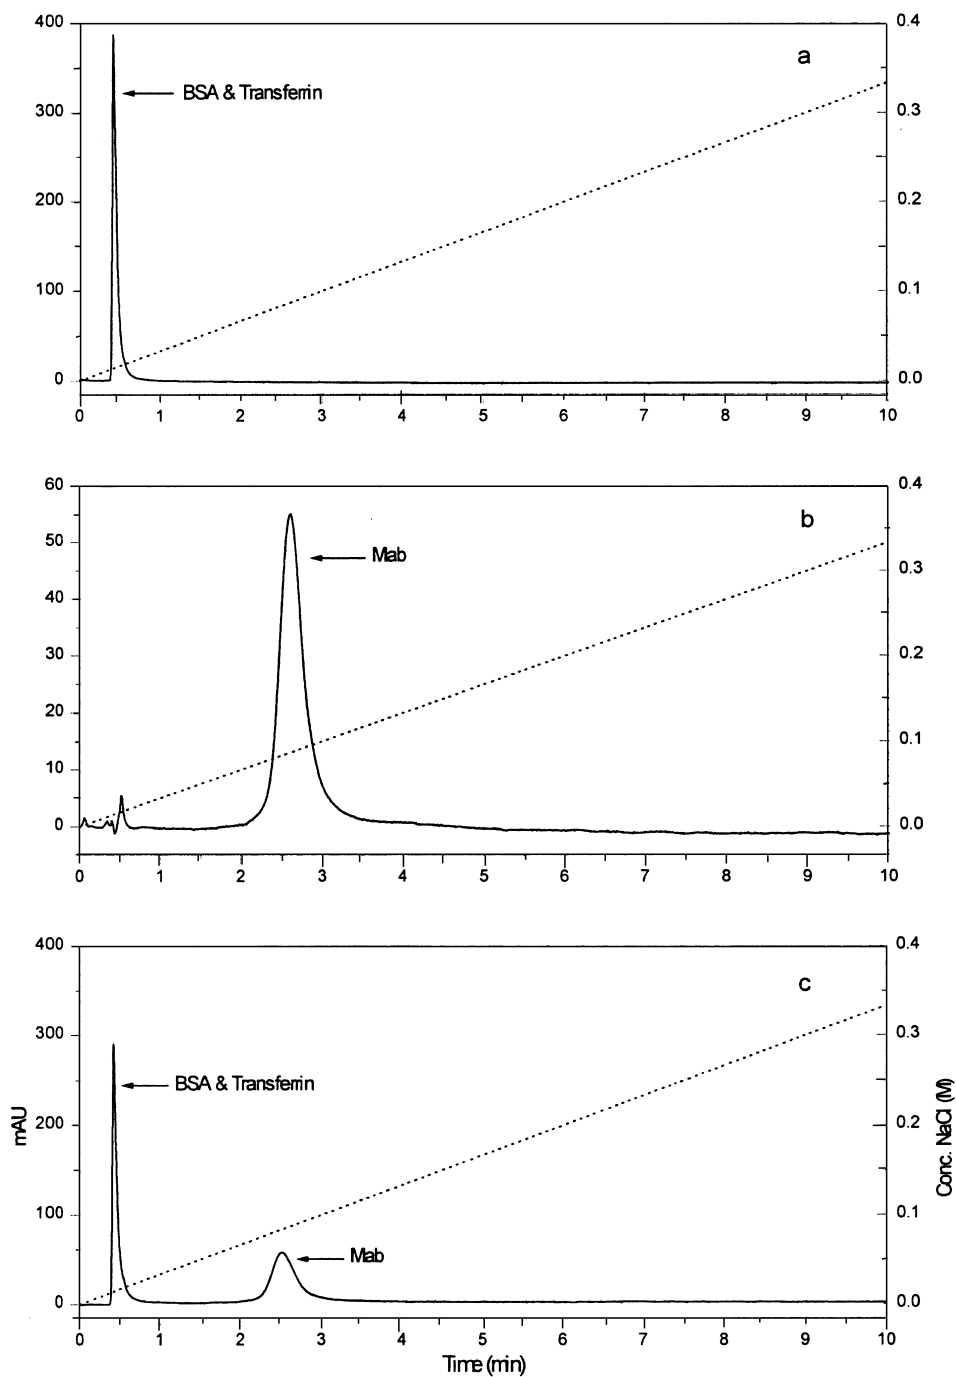 400 0.4
a
BSA & Transferrin
300 0.3
200 0.2
100 0.1
0 0.0
0 1 2 3 4 5 6 7 8 9 10
60 0.4
b
50
Mab
0.3
40
30 0.2
20
0.1
10
0 0.0
0 1 2 3 4 5 6 7 8 9 10
400 0.4
c
300 0.3
BSA & Transferrin
mAU
Conc. NaCl (M)
200 0.2
100 0.1
Mab
0 0.0
0 1 2 3 4 5 6 7 8 9 10
Time (min)